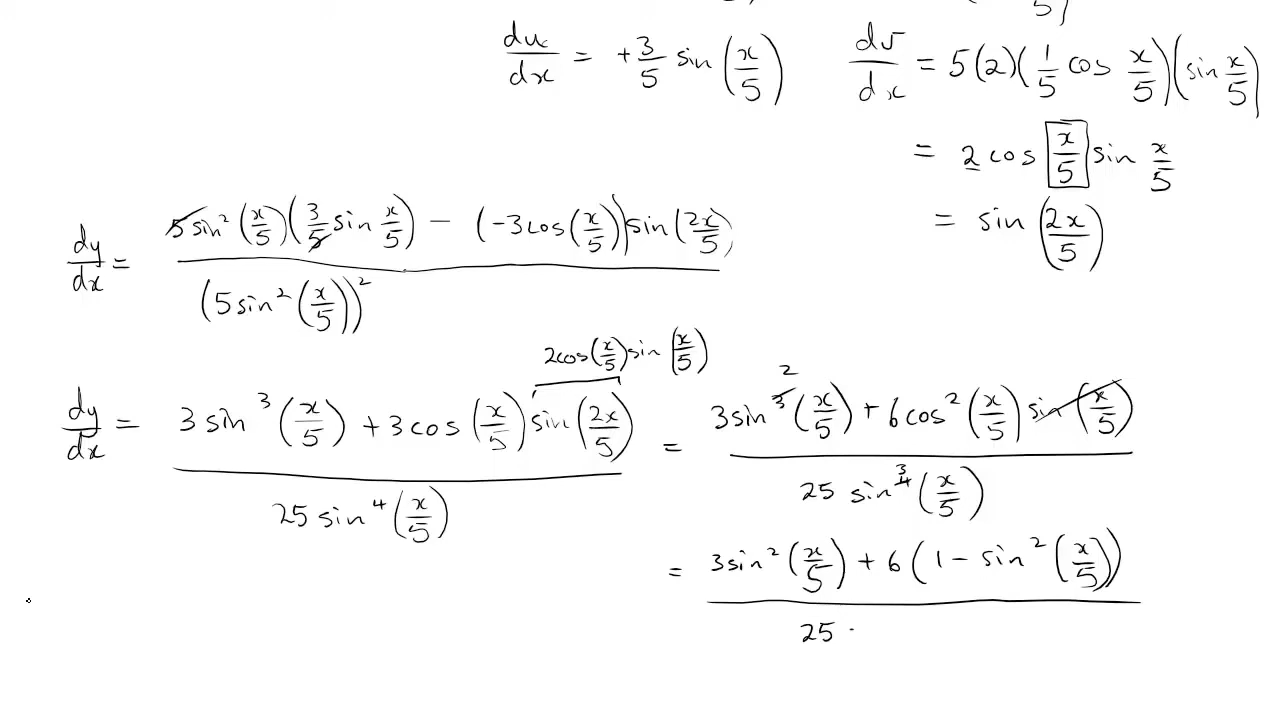 5)
du/dx = +3/5 sin (x/5)    dv/dx = 5(2)(1/5 cos x/5)(sin x/5)
= 2 cos x/5 sin x/5
= sin (2x/5)
dy/dx = 5 sin² (x/5)(3/5 sin x/5) − (−3cos(x/5)) sin(2x/5) / (5 sin² (x/5))²
2cos(x/5) sin (x/5)
dy/dx = 3 sin³ (x/5) + 3 cos (x/5) sin (2x/5) / 25 sin⁴ (x/5) = 3 sin³ 2 (x/5) + 6 cos² (x/5) sin (x/5) / 25 sin⁴ 3 (x/5)
= 3 sin² (x/5) + 6 (1 − sin² (x/5)) / 25